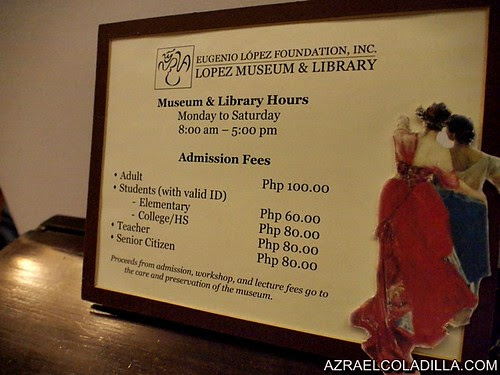 EUGENIO LÓPEZ FOUNDATION, INC.
LOPEZ MUSEUM & LIBRARY
Museum & Library Hours
Monday to Saturday
8:00 am – 5:00 pm
Admission Fees
• Adult Php 100.00
• Students (with valid ID)
- Elementary Php 60.00
- College/HS Php 80.00
• Teacher Php 80.00
• Senior Citizen Php 80.00
Proceeds from admission, workshop, and lecture fees go to
the care and preservation of the museum.
AZRAELCOLADILLA.COM